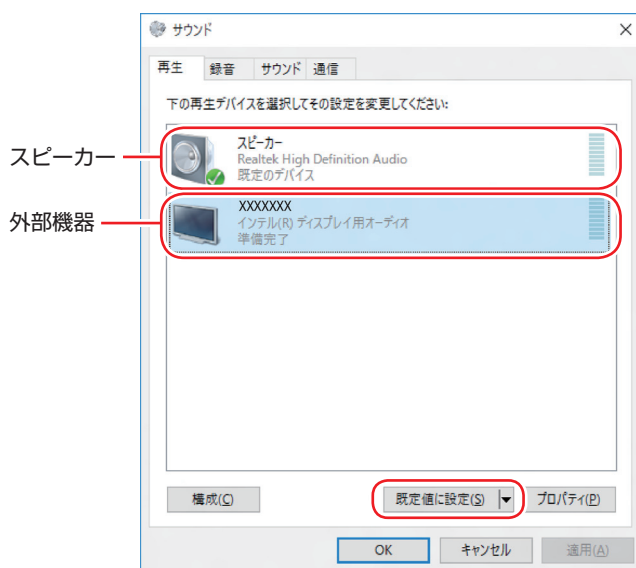 サウンド
再生 録音 サウンド 通信
下の再生デバイスを選択してその設定を変更してください:
スピーカー
スピーカー
Realtek High Definition Audio
既定のデバイス
外部機器
XXXXXXX
インテル(R) ディスプレイ用オーディオ
準備完了
構成(C) 既定値に設定(S) プロパティ(P)
OK キャンセル 適用(A)